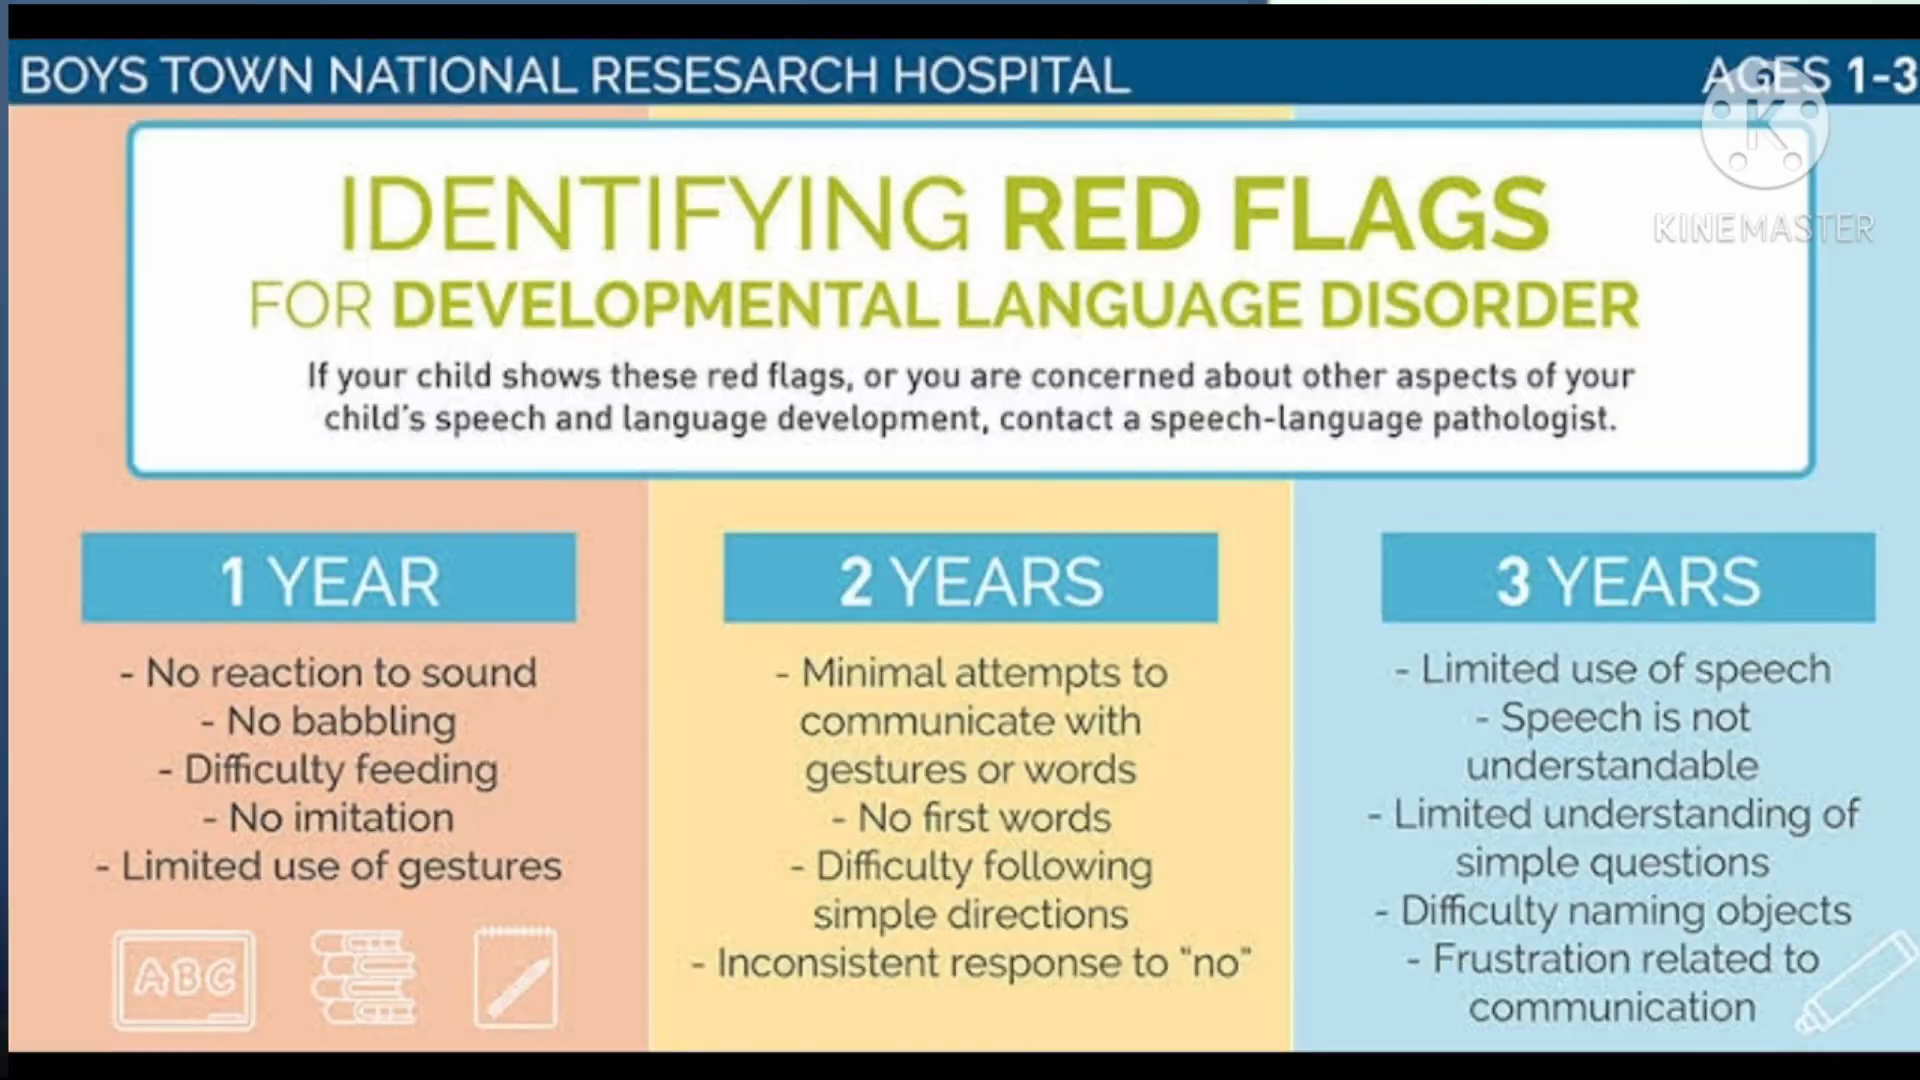 BOYS TOWN NATIONAL RESESARCH HOSPITAL
AGES 1-3
KINEMASTER
IDENTIFYING RED FLAGS
FOR DEVELOPMENTAL LANGUAGE DISORDER
If your child shows these red flags, or you are concerned about other aspects of your
child's speech and language development, contact a speech-language pathologist.
1 YEAR
- No reaction to sound
- No babbling
- Difficulty feeding
- No imitation
- Limited use of gestures
ABC
2 YEARS
- Minimal attempts to
communicate with
gestures or words
- No first words
- Difficulty following
simple directions
- Inconsistent response to "no"
3 YEARS
- Limited use of speech
- Speech is not
understandable
- Limited understanding of
simple questions
- Difficulty naming objects
- Frustration related to
communication